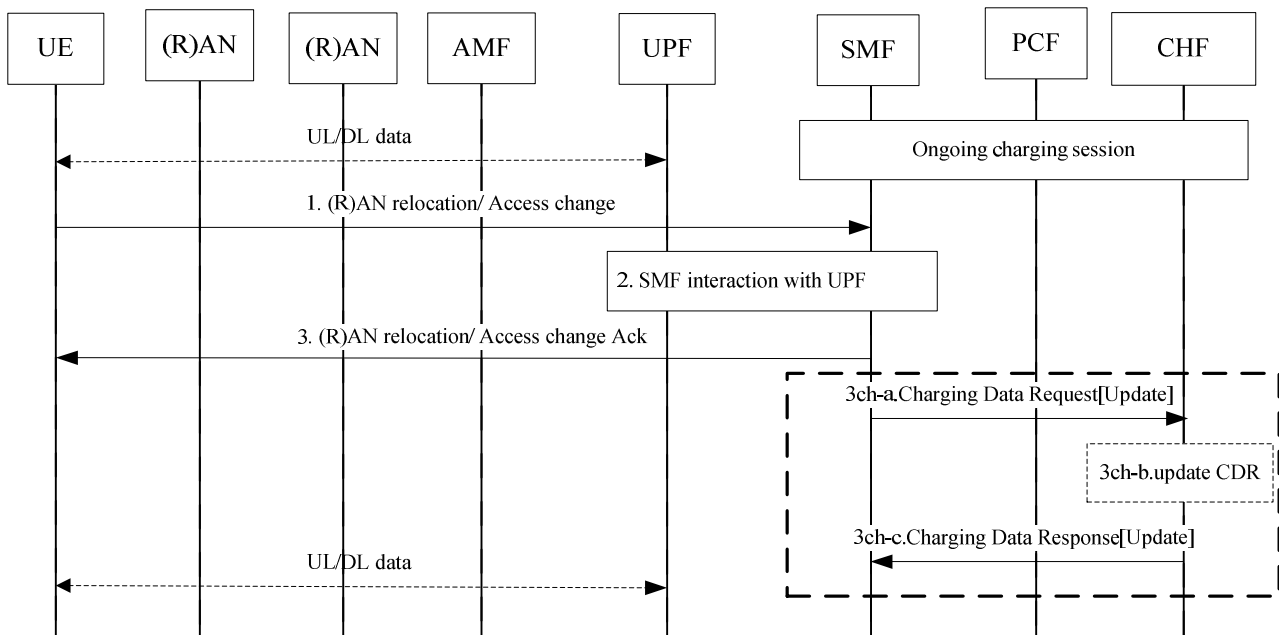 UE
(R)AN
(R)AN
AMF
UPF
SMF
PCF
CHF
UL/DL data
Ongoing charging session
1. (R)AN relocation/ Access change
2. SMF interaction with UPF
3. (R)AN relocation/ Access change Ack
3ch-a.Charging Data Request[Update]
3ch-b.update CDR
3ch-c.Charging Data Response[Update]
UL/DL data